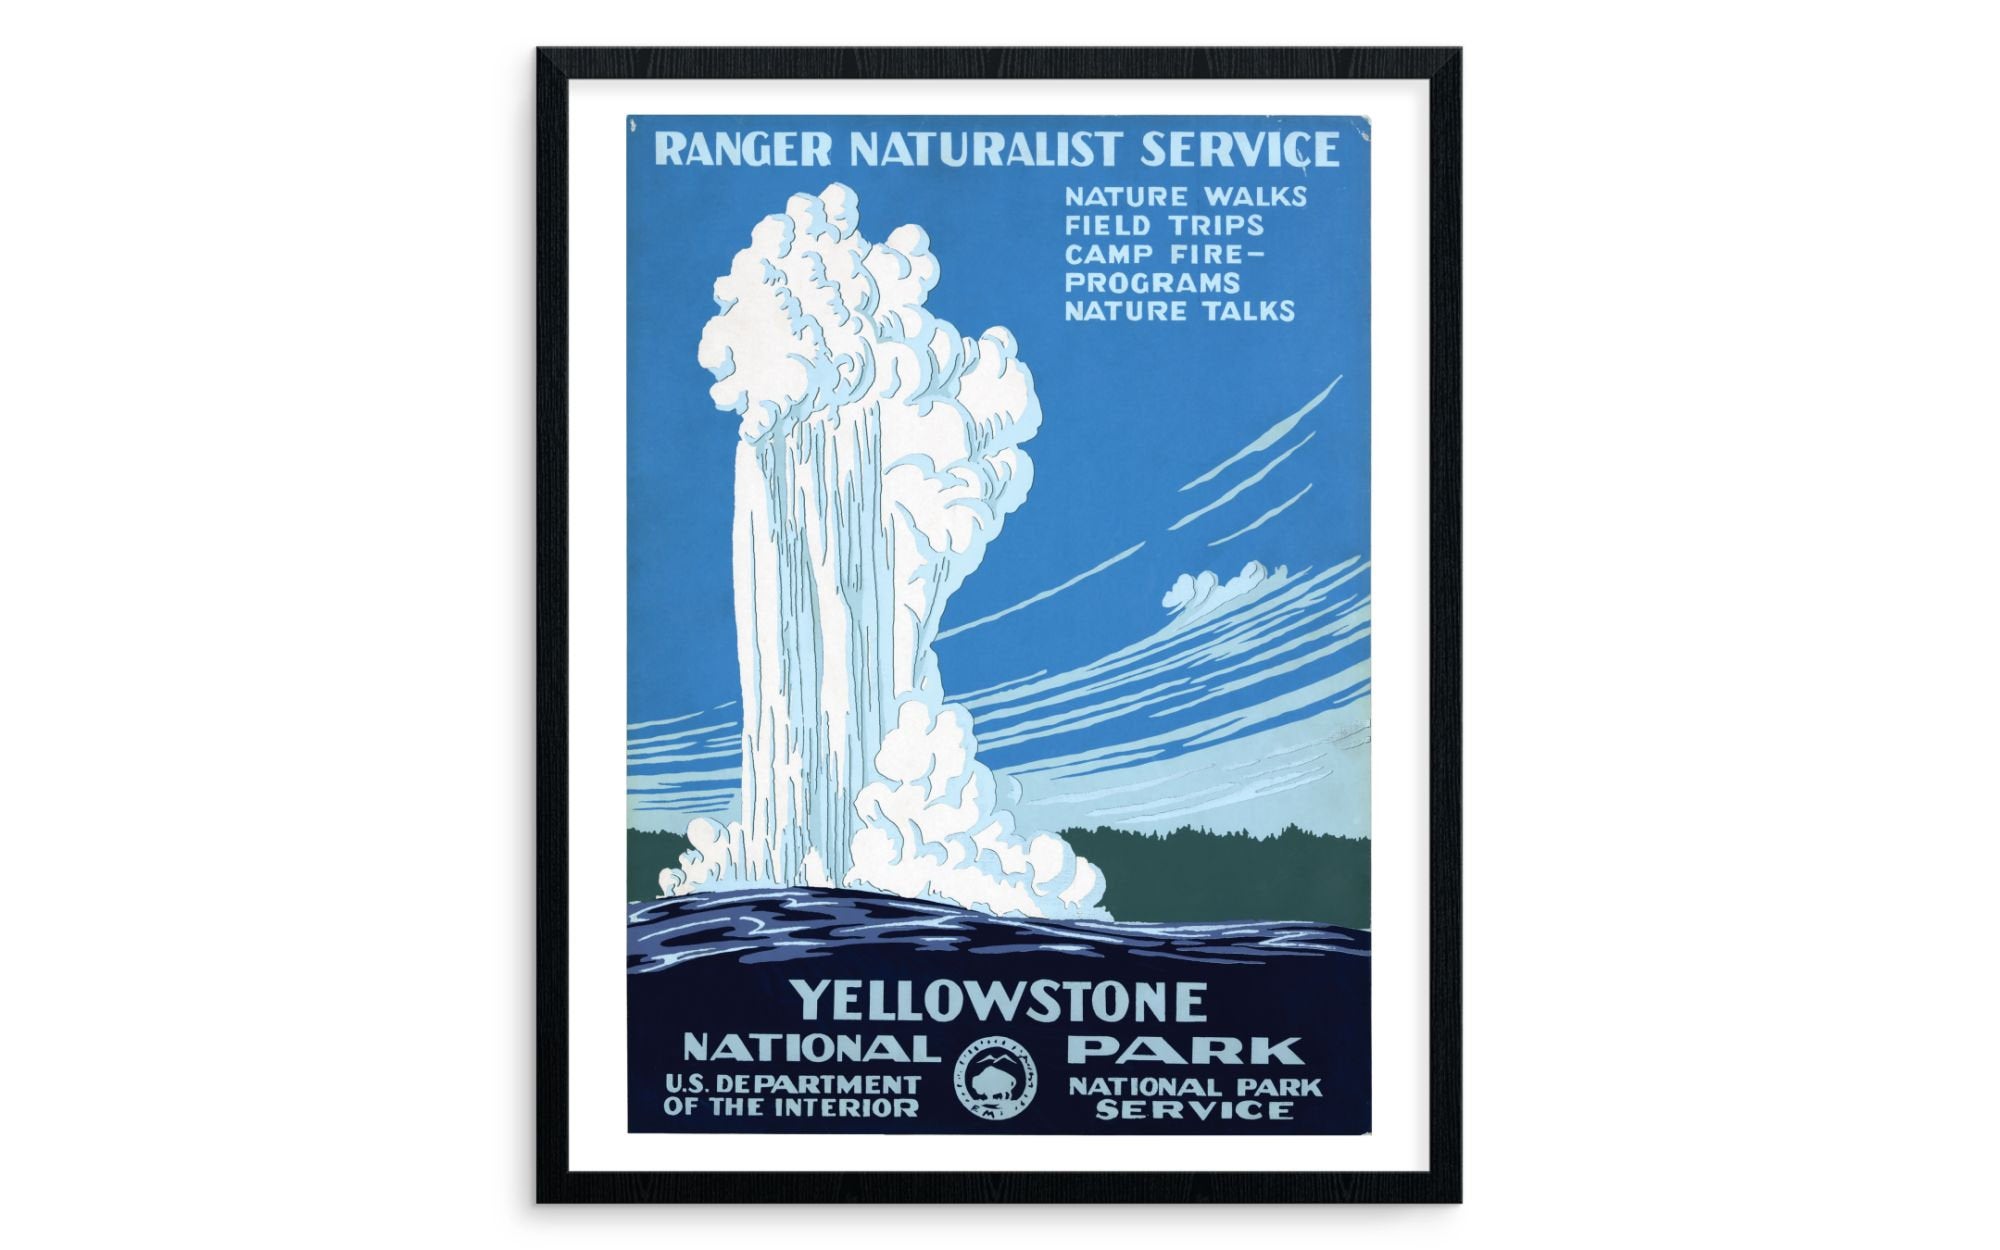 RANGER NATURALIST SERVICE
NATURE WALKS
FIELD TRIPS
CAMP FIRE–
PROGRAMS
NATURE TALKS
YELLOWSTONE
NATIONAL PARK
U.S. DEPARTMENT
OF THE INTERIOR
NATIONAL PARK
SERVICE